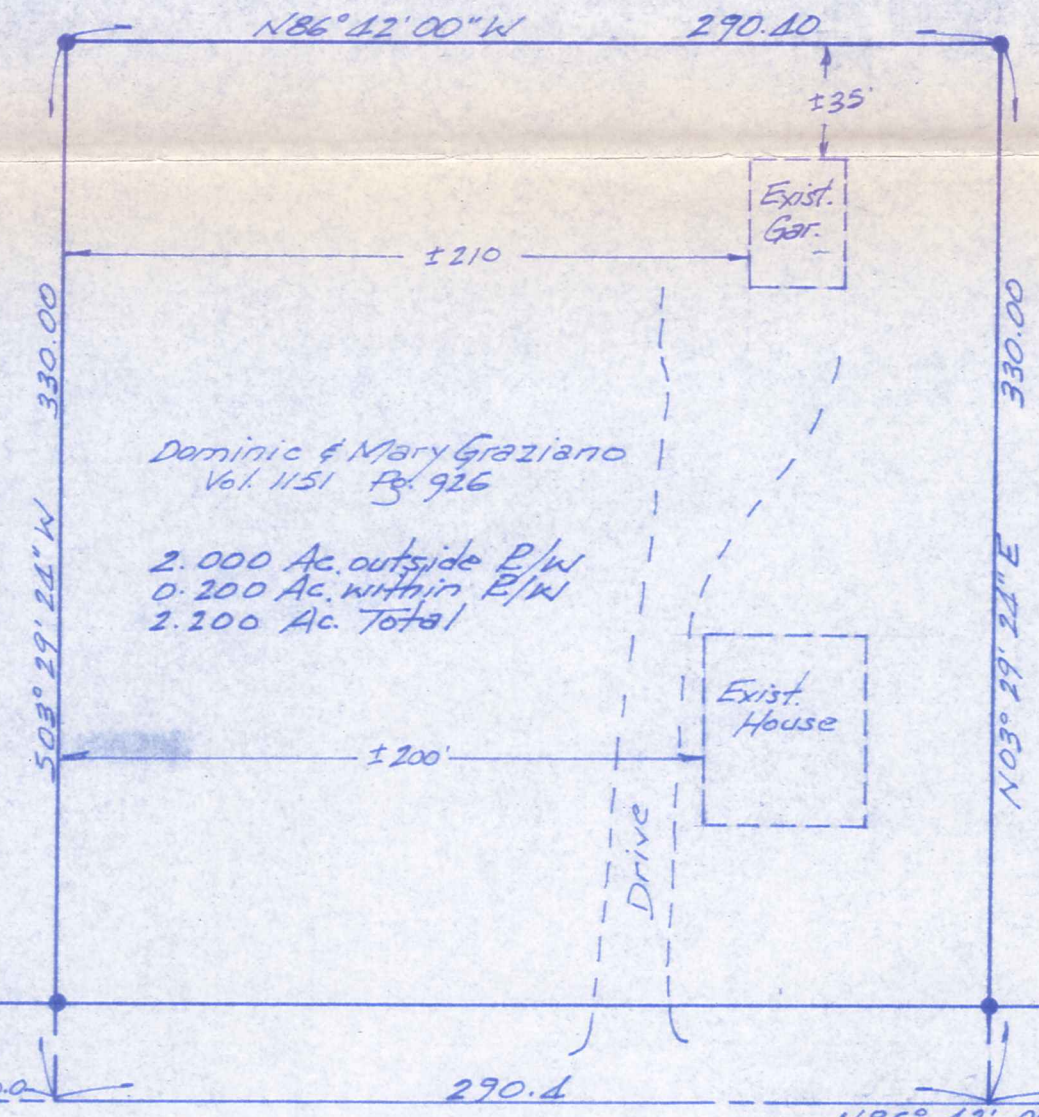 N86° 42' 00" W 290.40
±35'
Exist.
Gar.
±210
330.00
S03° 29' 24" W
330.00
N03° 29' 24" E
Dominic & Mary Graziano
Vol. 1151 Pg. 926
2.000 Ac. outside R/W
0.200 Ac. within R/W
2.200 Ac. Total
Exist.
House
±200'
Drive
290.4